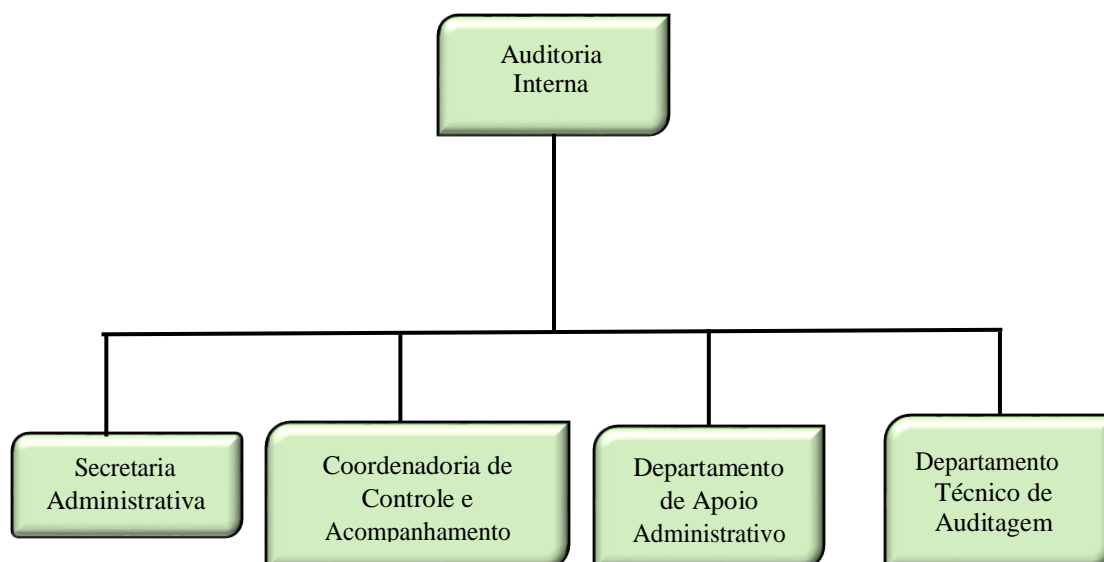 Auditoria
Interna
Secretaria
Administrativa
Coordenadoria de
Controle e
Acompanhamento
Departamento
de Apoio
Administrativo
Departamento
Técnico de
Auditagem